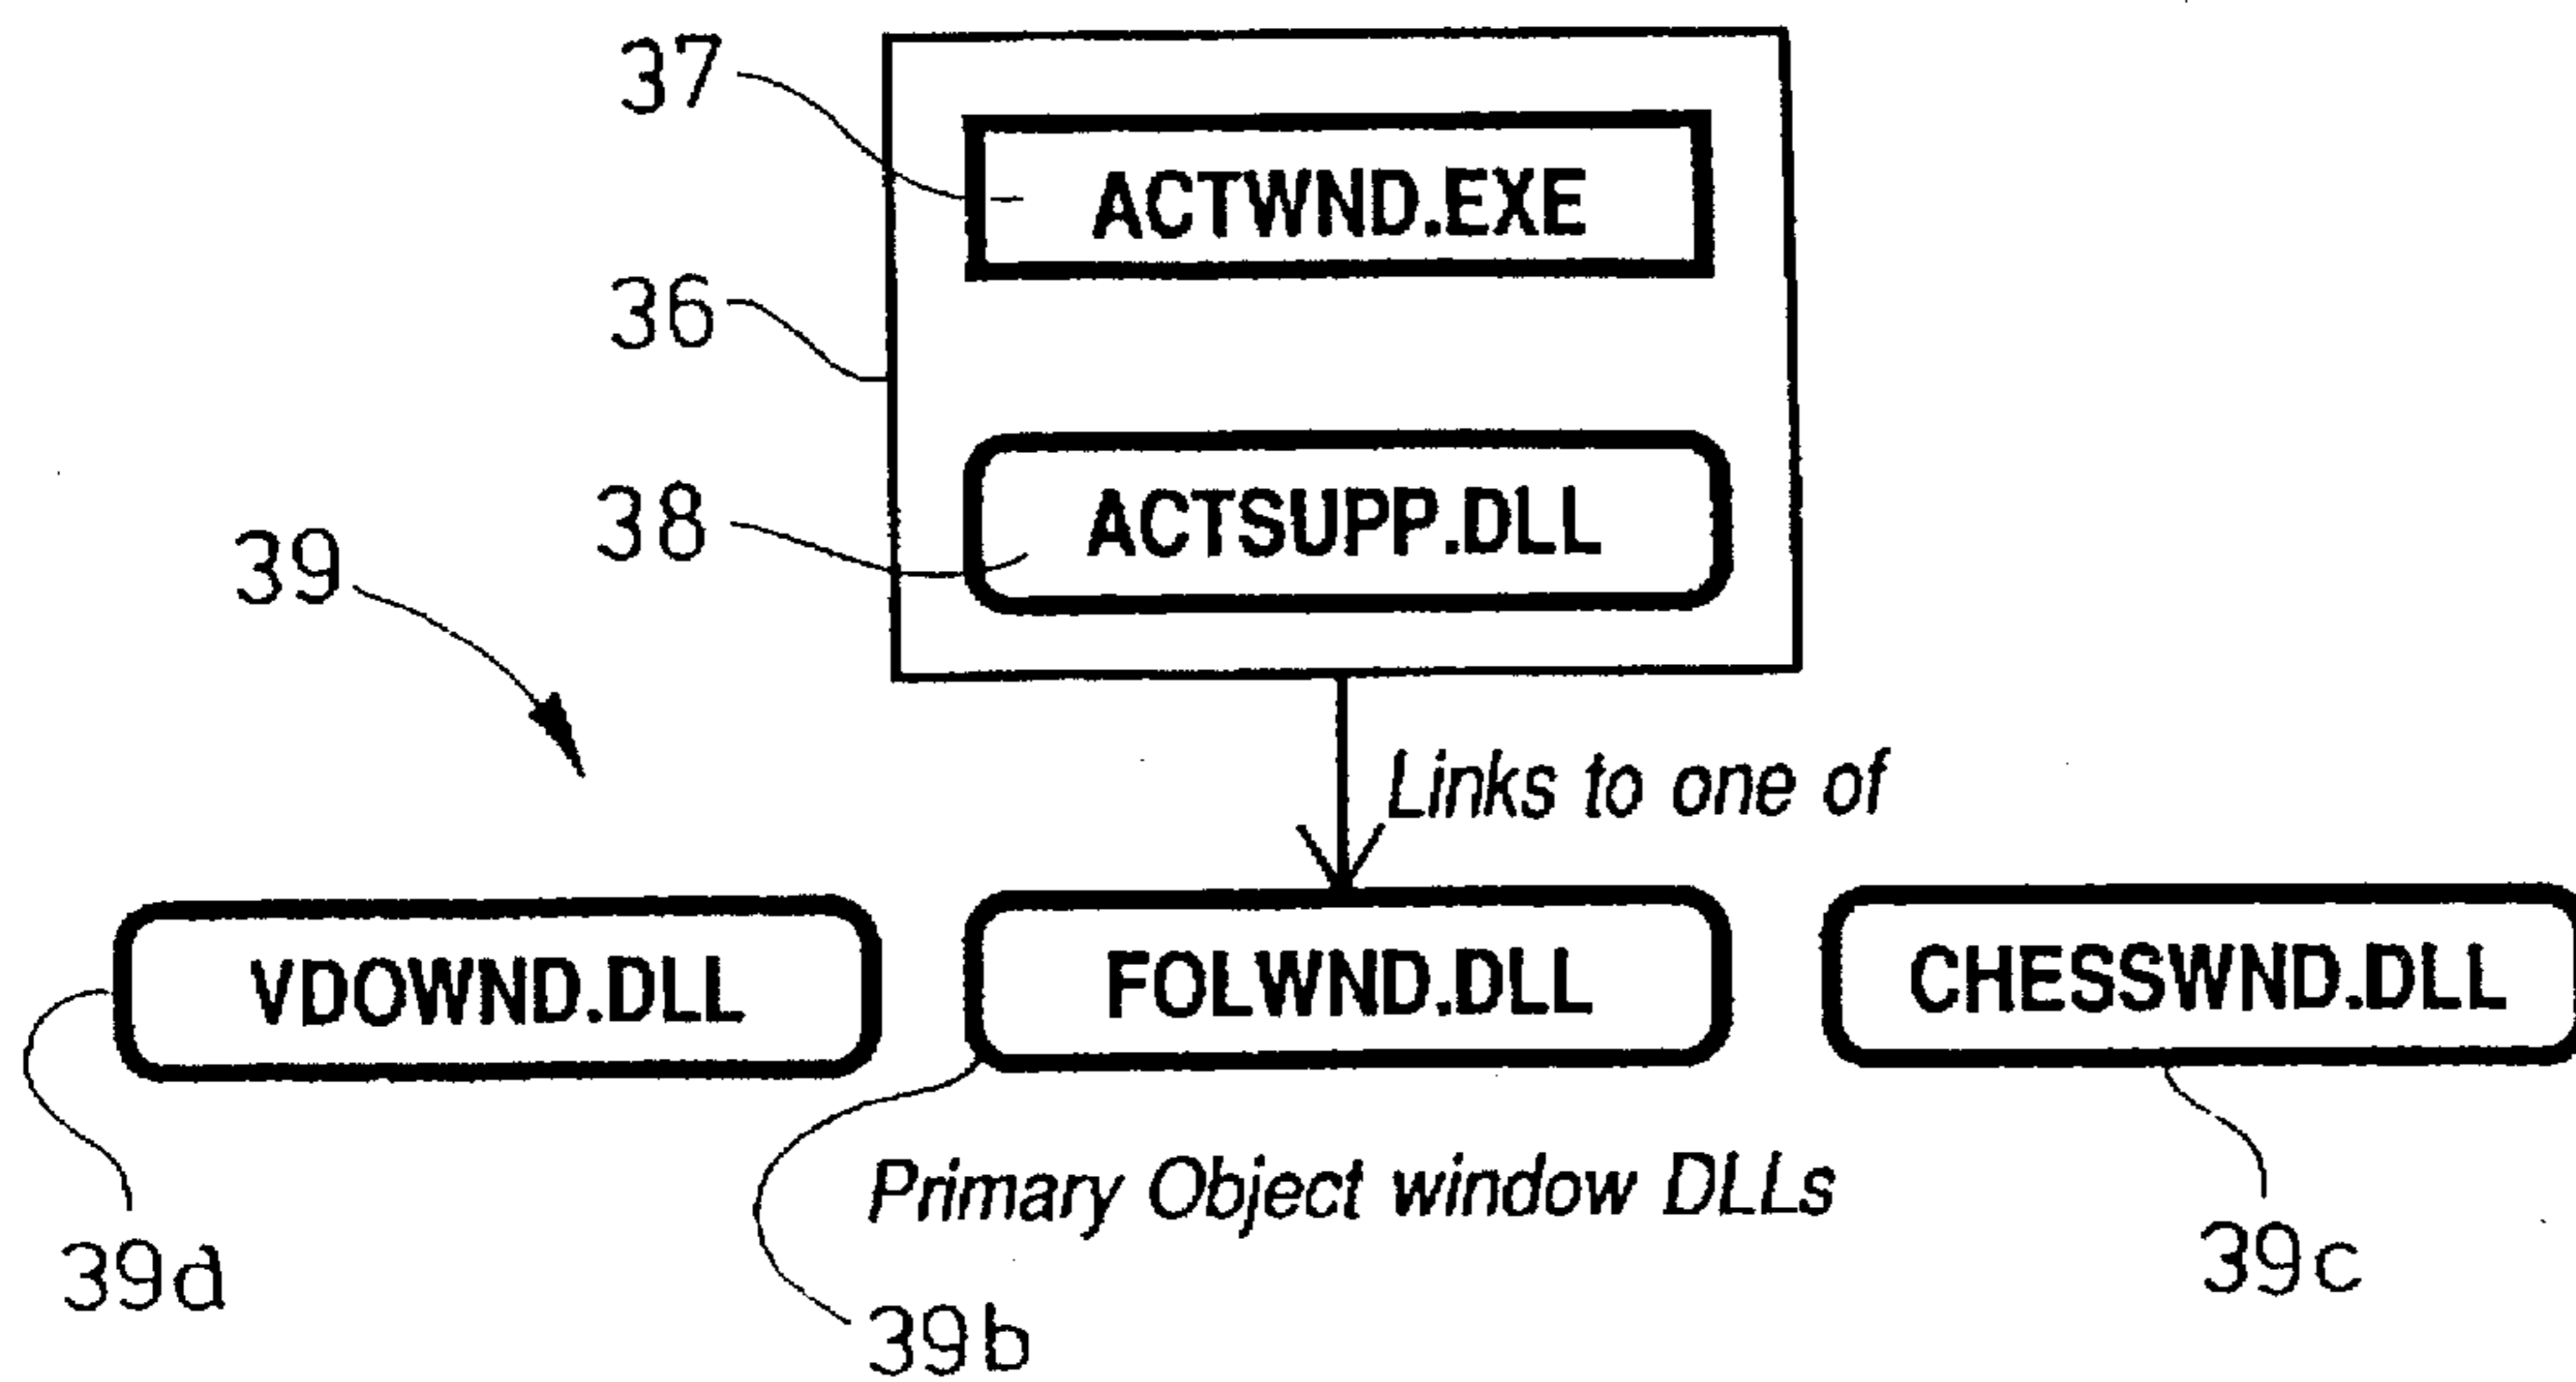 37
ACTWND.EXE
36
38
ACTSUPP.DLL
39
Links to one of
VDOWND.DLL
FOLWND.DLL
CHESSWND.DLL
Primary Object window DLLs
39d
39b
39c